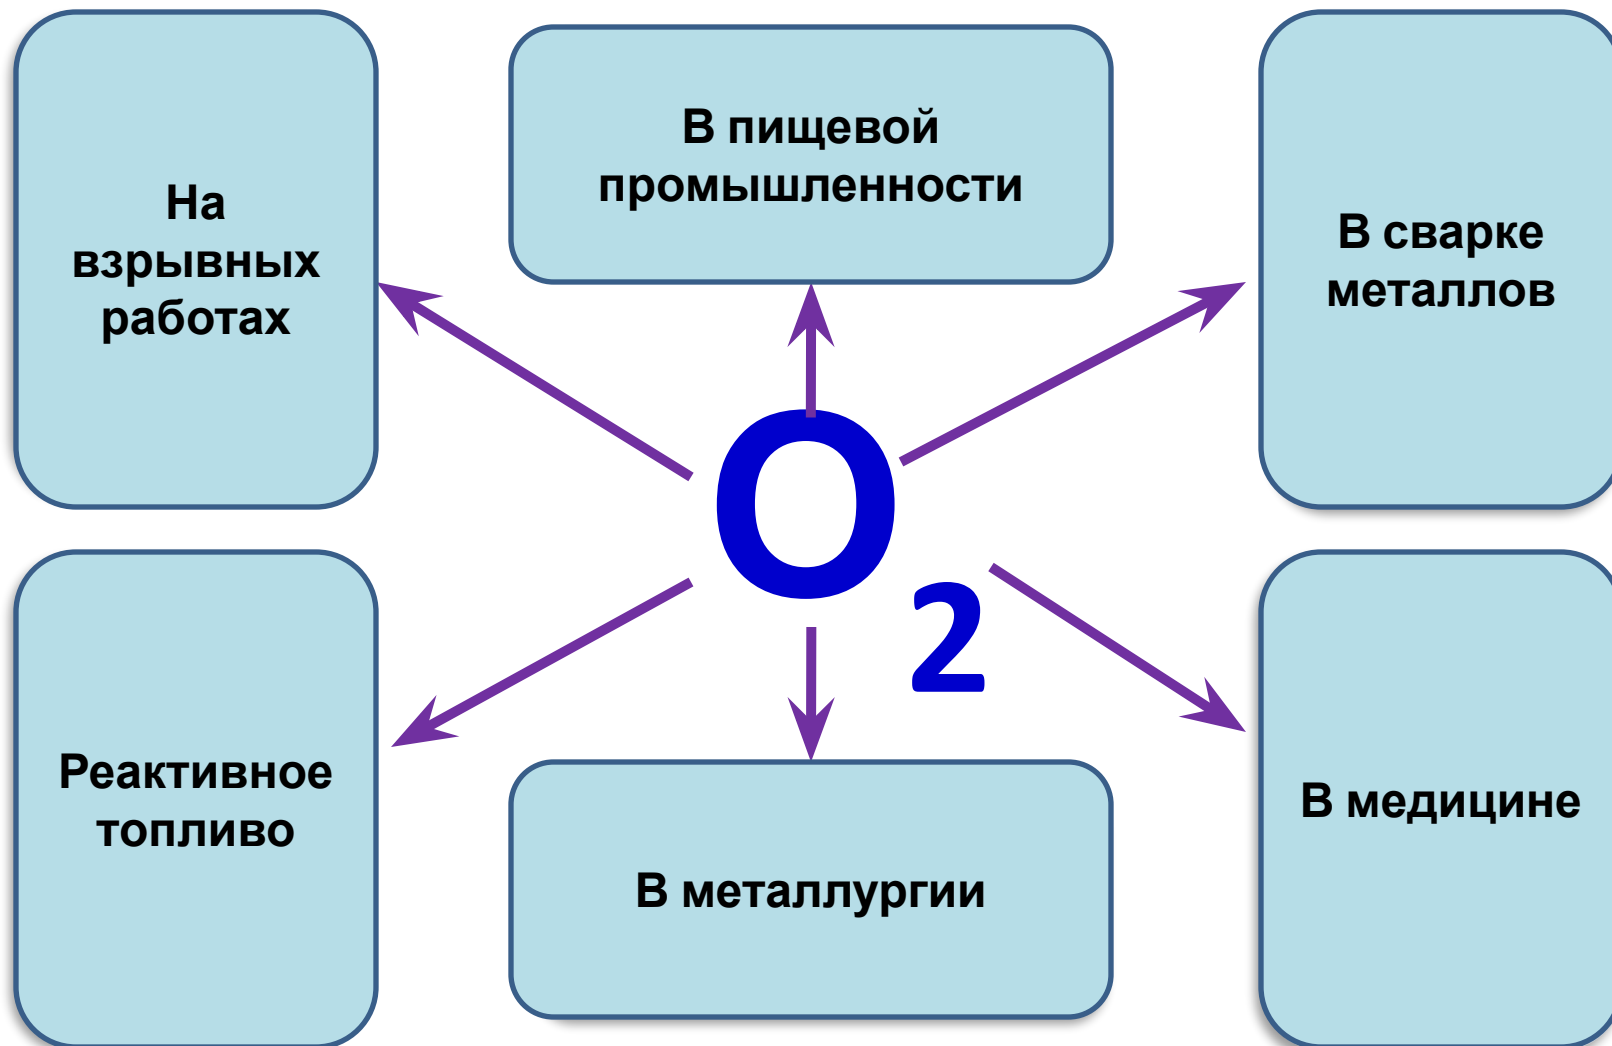 На
взрывных
работах
В пищевой
промышленности
В сварке
металлов
O
2
Реактивное
топливо
В металлургии
В медицине